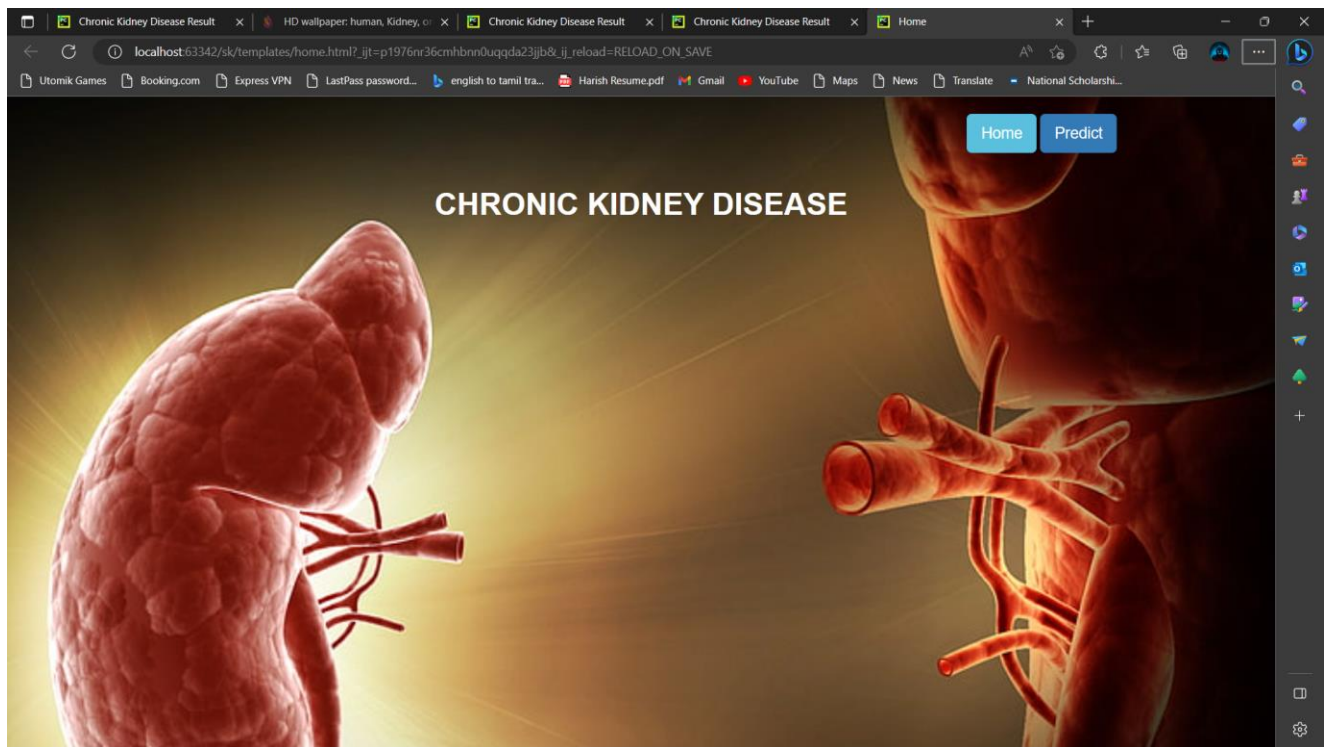 Chronic Kidney Disease Result
HD wallpaper: human, Kidney, or
Chronic Kidney Disease Result
Chronic Kidney Disease Result
Home
localhost:63342/sk/templates/home.html?_ijt=p1976nr36cmhbnn0uqqda23jjb&_ij_reload=RELOAD_ON_SAVE
Utomik Games Booking.com Express VPN LastPass password... english to tamil tra... Harish Resume.pdf Gmail YouTube Maps News Translate National Scholarshi...
Home Predict
CHRONIC KIDNEY DISEASE